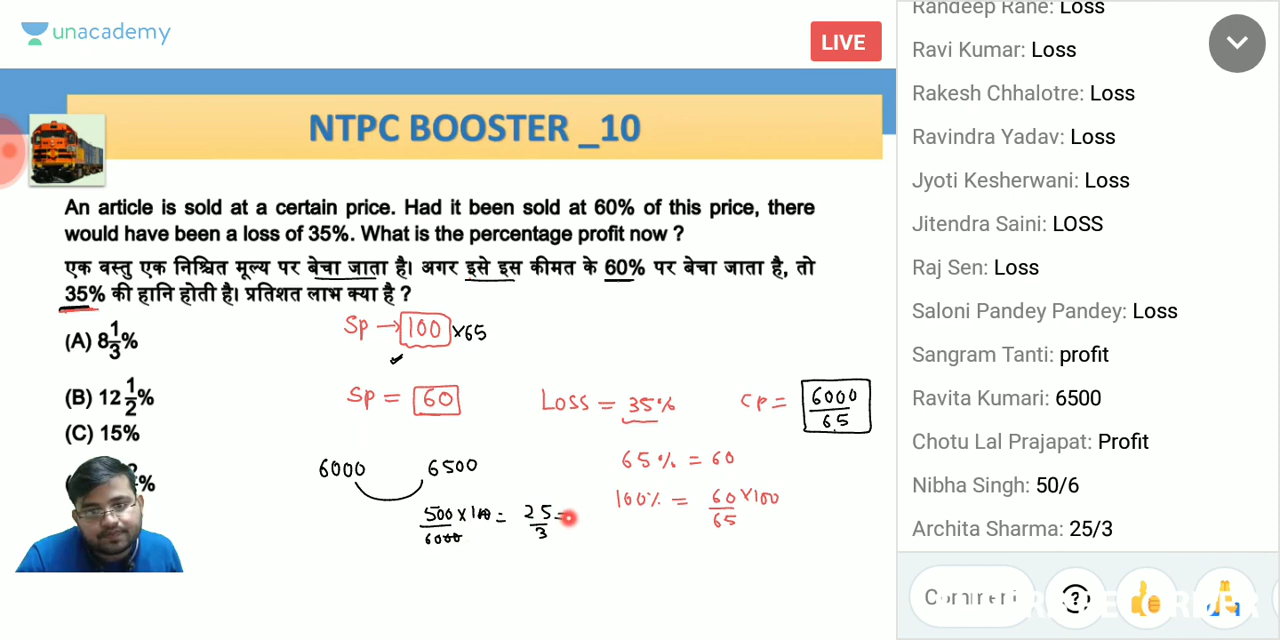 unacademy
LIVE
NTPC BOOSTER _10
An article is sold at a certain price. Had it been sold at 60% of this price, there
would have been a loss of 35%. What is the percentage profit now ?
एक वस्तु एक निश्चित मूल्य पर बेचा जाता है। अगर इसे इस कीमत के 60% पर बेचा जाता है, तो
35% की हानि होती है। प्रतिशत लाभ क्या है ?
(A) 8 1/3%
(B) 12 1/2%
(C) 15%
%
Sp → 100 × 65
Sp = 60
Loss = 35%
CP = 6000/65
65% = 60
100% = 60/65 × 100
6000 6500
500/6000 × 100 = 25/3 =
Randeep Rane: Loss
Ravi Kumar: Loss
Rakesh Chhalotre: Loss
Ravindra Yadav: Loss
Jyoti Kesherwani: Loss
Jitendra Saini: LOSS
Raj Sen: Loss
Saloni Pandey Pandey: Loss
Sangram Tanti: profit
Ravita Kumari: 6500
Chotu Lal Prajapat: Profit
Nibha Singh: 50/6
Archita Sharma: 25/3